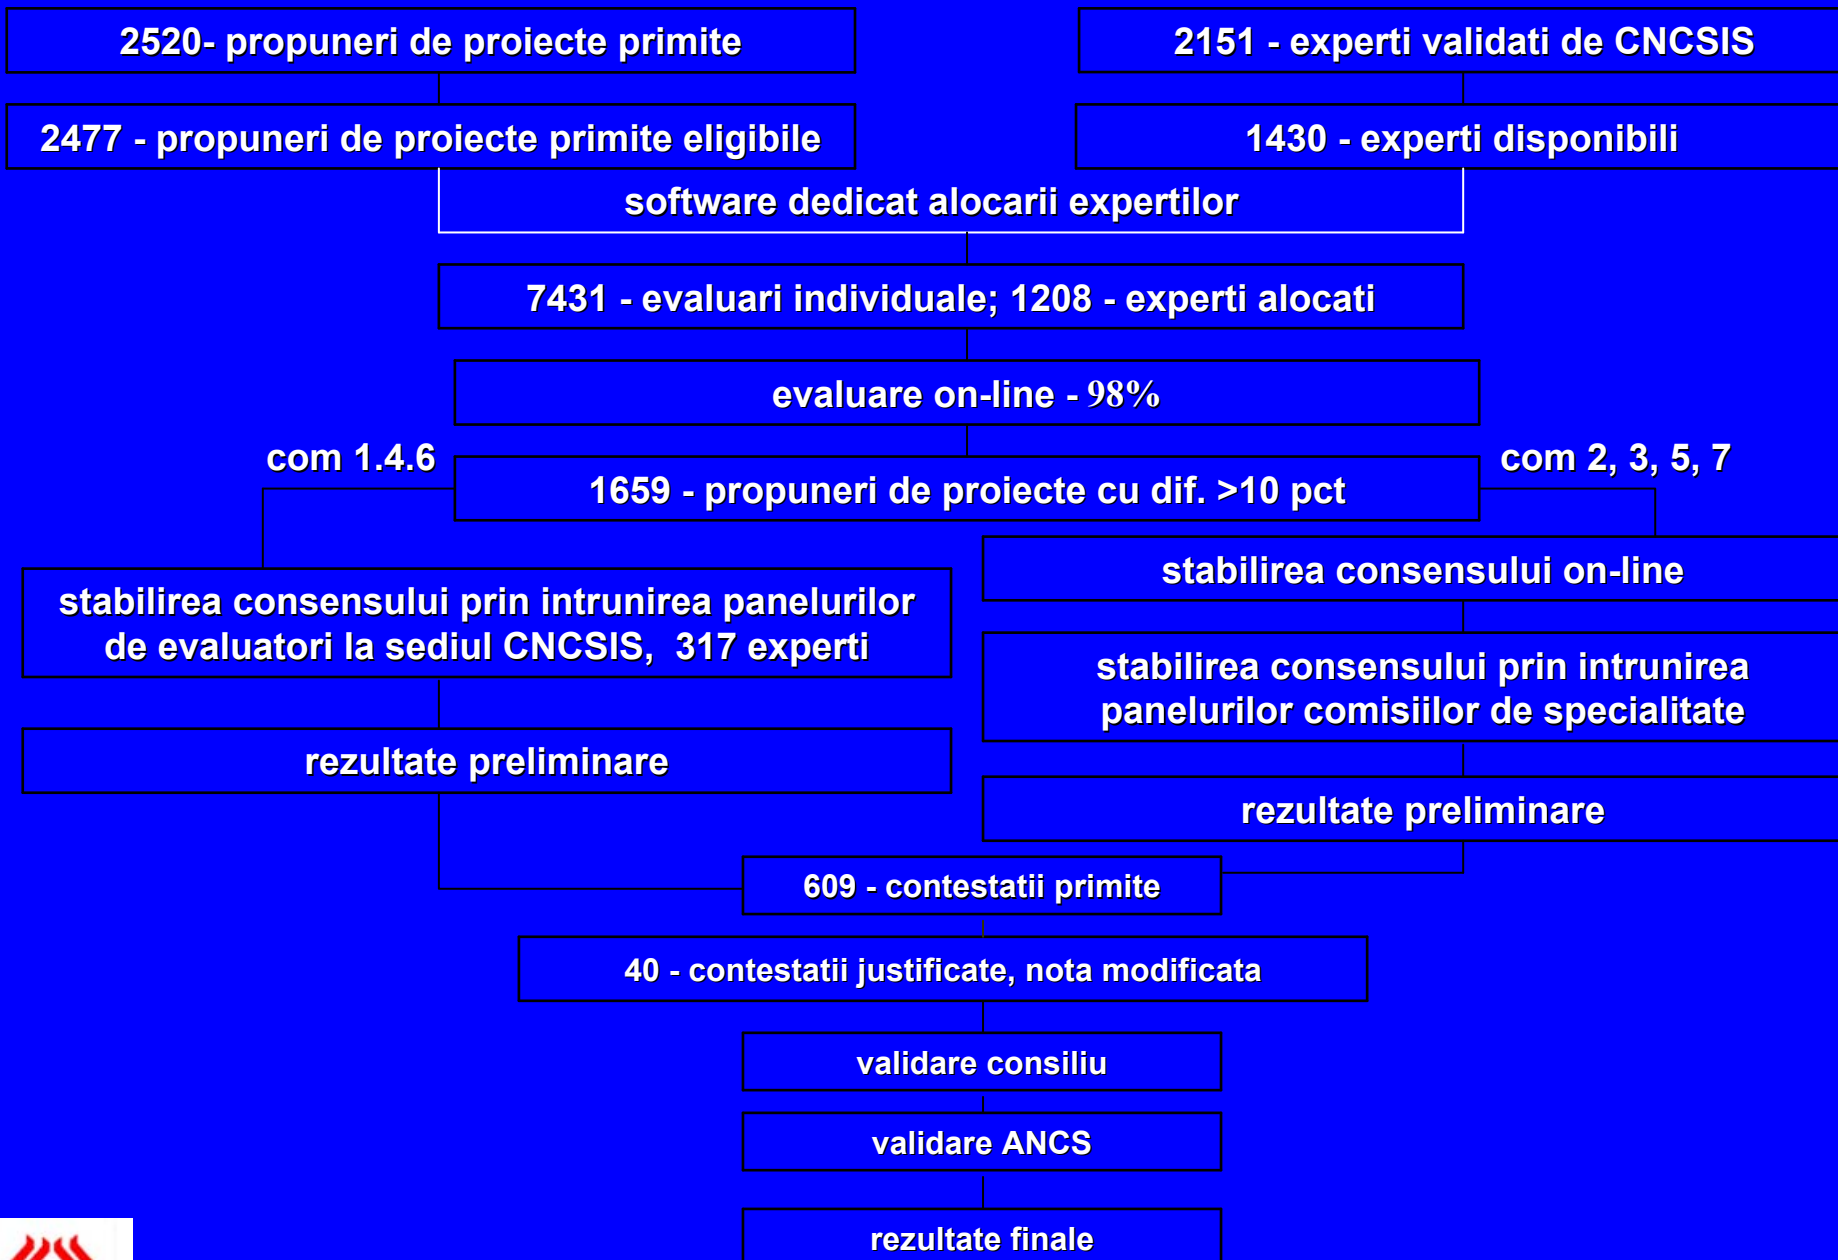 2520- propuneri de proiecte primite
2151 - experti validati de CNCSIS
2477 - propuneri de proiecte primite eligibile
1430 - experti disponibili
software dedicat alocarii expertilor
7431 - evaluari individuale; 1208 - experti alocati
evaluare on-line - 98%
com 1.4.6
com 2, 3, 5, 7
1659 - propuneri de proiecte cu dif. >10 pct
stabilirea consensului prin intrunirea panelurilor
de evaluatori la sediul CNCSIS, 317 experti
rezultate preliminare
stabilirea consensului on-line
stabilirea consensului prin intrunirea
panelurilor comisiilor de specialitate
rezultate preliminare
609 - contestatii primite
40 - contestatii justificate, nota modificata
validare consiliu
validare ANCS
rezultate finale